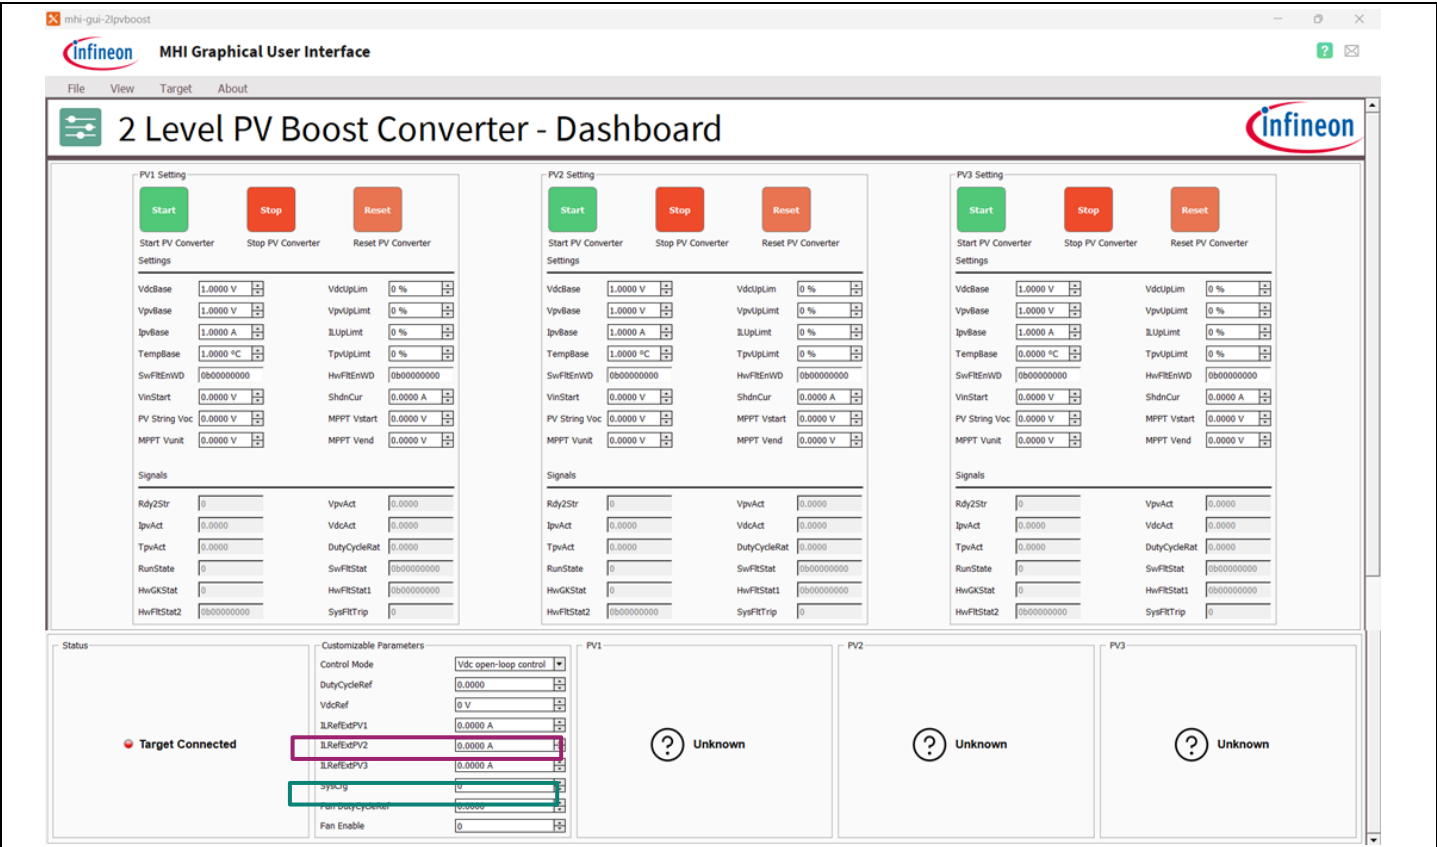 mhi-gui-2lpvboost
infineon MHI Graphical User Interface ?
File View Target About
2 Level PV Boost Converter - Dashboard infineon
PV1 Setting PV2 Setting PV3 Setting
Start Stop Reset Start Stop Reset Start Stop Reset
Start PV Converter Stop PV Converter Reset PV Converter Start PV Converter Stop PV Converter Reset PV Converter Start PV Converter Stop PV Converter Reset PV Converter
Settings Settings Settings
VdcBase 1.0000 V VdcUpLim 0 % VdcBase 1.0000 V VdcUpLim 0 % VdcBase 1.0000 V VdcUpLim 0 %
VpvBase 1.0000 V VpvUpLimt 0 % VpvBase 1.0000 V VpvUpLimt 0 % VpvBase 1.0000 V VpvUpLimt 0 %
IpvBase 1.0000 A ILUpLimt 0 % IpvBase 1.0000 A ILUpLimt 0 % IpvBase 1.0000 A ILUpLimt 0 %
TempBase 1.0000 ºC TpvUpLimt 0 % TempBase 1.0000 ºC TpvUpLimt 0 % TempBase 0.0000 ºC TpvUpLimt 0 %
SwFltEnWD 0b00000000 HwFltEnWD 0b00000000 SwFltEnWD 0b00000000 HwFltEnWD 0b00000000 SwFltEnWD 0b00000000 HwFltEnWD 0b00000000
VinStart 0.0000 V ShdnCur 0.0000 A VinStart 0.0000 V ShdnCur 0.0000 A VinStart 0.0000 V ShdnCur 0.0000 A
PV String Voc 0.0000 V MPPT Vstart 0.0000 V PV String Voc 0.0000 V MPPT Vstart 0.0000 V PV String Voc 0.0000 V MPPT Vstart 0.0000 V
MPPT Vunit 0.0000 V MPPT Vend 0.0000 V MPPT Vunit 0.0000 V MPPT Vend 0.0000 V MPPT Vunit 0.0000 V MPPT Vend 0.0000 V
Signals Signals Signals
Rdy2Str 0 VpvAct 0.0000 Rdy2Str 0 VpvAct 0.0000 Rdy2Str 0 VpvAct 0.0000
IpvAct 0.0000 VdcAct 0.0000 IpvAct 0.0000 VdcAct 0.0000 IpvAct 0.0000 VdcAct 0.0000
TpvAct 0.0000 DutyCycleRat 0.0000 TpvAct 0.0000 DutyCycleRat 0.0000 TpvAct 0.0000 DutyCycleRat 0.0000
RunState 0 SwFltStat 0b00000000 RunState 0 SwFltStat 0b00000000 RunState 0 SwFltStat 0b00000000
HwGKStat 0 HwFltStat1 0b00000000 HwGKStat 0 HwFltStat1 0b00000000 HwGKStat 0 HwFltStat1 0b00000000
HwFltStat2 0b00000000 SysFltTrip 0 HwFltStat2 0b00000000 SysFltTrip 0 HwFltStat2 0b00000000 SysFltTrip 0
Status Customizable Parameters PV1 PV2 PV3
Control Mode Vdc open-loop control
DutyCycleRef 0.0000
VdcRef 0 V
ILRefExtPV1 0.0000 A
Target Connected ILRefExtPV2 0.0000 A ? Unknown ? Unknown ? Unknown
ILRefExtPV3 0.0000 A
SysCfg 0
Fan DutyCycleRef 0.0000
Fan Enable 0